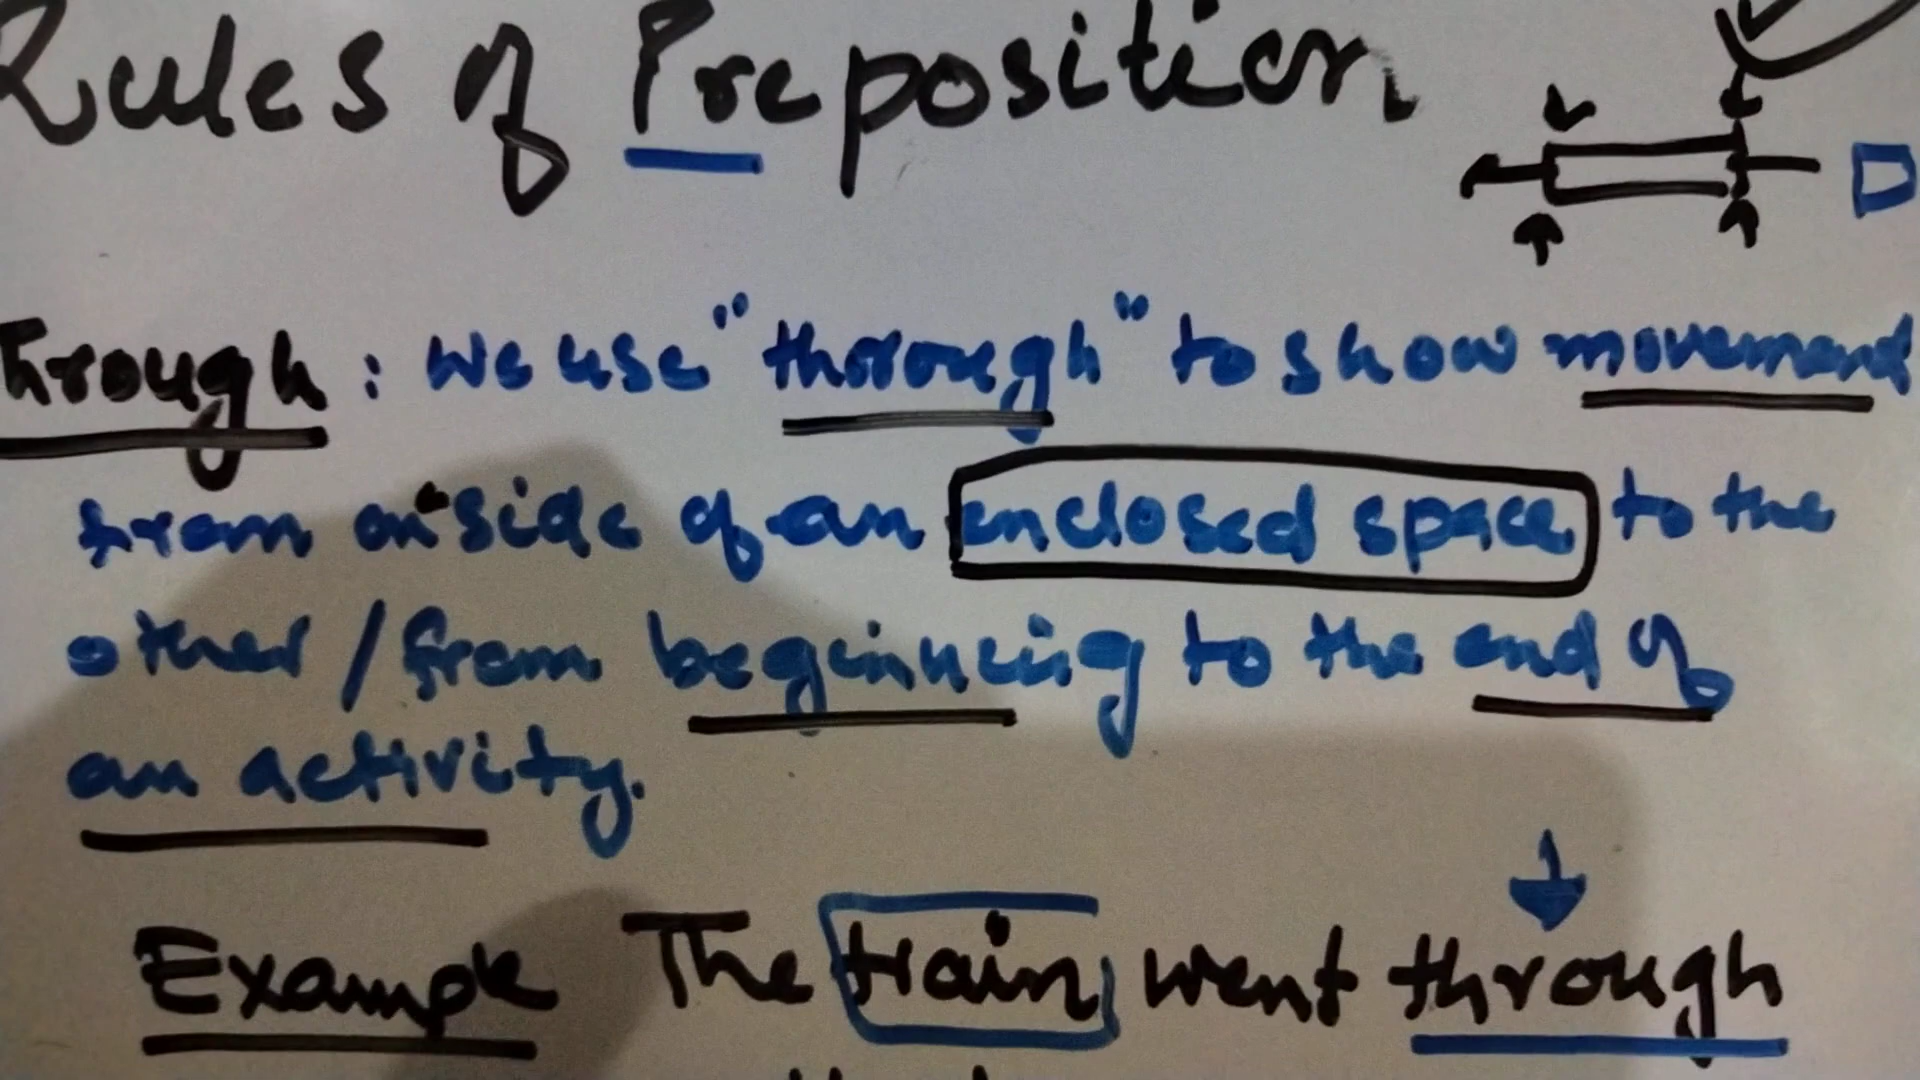 Rules of Preposition
Through: We use "through" to show movement
from one side of an enclosed space to the
other / from beginning to the end of
an activity.
Example The train went through